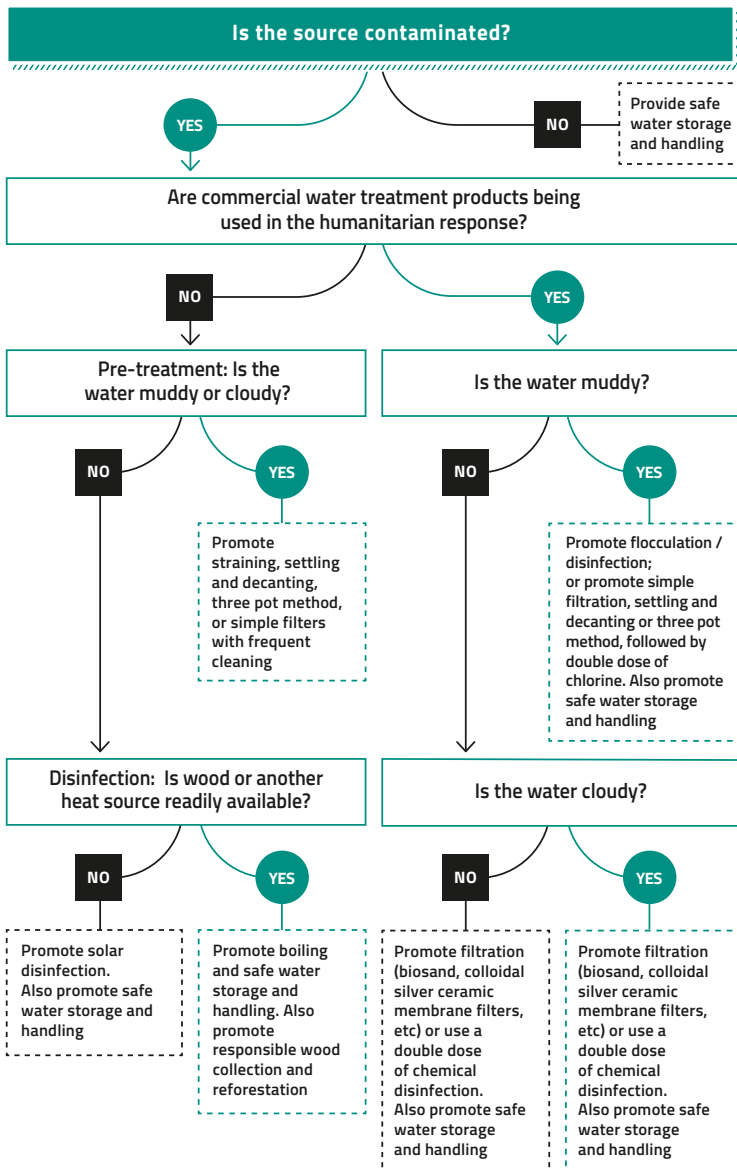 Is the source contaminated?
YES
NO
Provide safe
water storage
and handling
Are commercial water treatment products being
used in the humanitarian response?
NO
YES
Pre-treatment: Is the
water muddy or cloudy?
Is the water muddy?
NO
YES
NO
YES
Promote
straining, settling
and decanting,
three pot method,
or simple filters
with frequent
cleaning
Promote flocculation /
disinfection;
or promote simple
filtration, settling and
decanting or three pot
method, followed by
double dose of
chlorine. Also promote
safe water storage
and handling
Disinfection: Is wood or another
heat source readily available?
Is the water cloudy?
NO
YES
NO
YES
Promote solar
disinfection.
Also promote safe
water storage and
handling
Promote boiling
and safe water
storage and
handling. Also
promote
responsible wood
collection and
reforestation
Promote filtration
(biosand, colloidal
silver ceramic
membrane filters,
etc) or use a
double dose
of chemical
disinfection.
Also promote safe
water storage
and handling
Promote filtration
(biosand, colloidal
silver ceramic
membrane filters,
etc) or use a
double dose
of chemical
disinfection.
Also promote safe
water storage
and handling